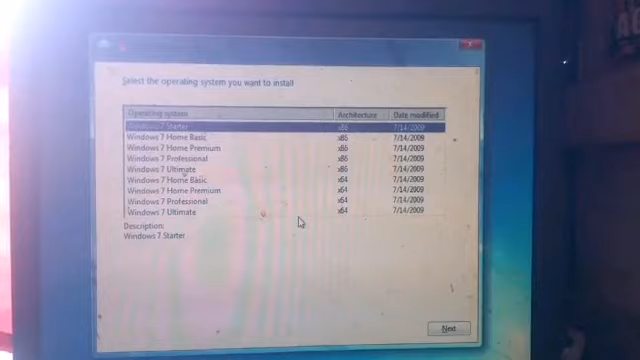 Select the operating system you want to install
Operating system Architecture Date modified
Windows 7 Starter x86 7/14/2009
Windows 7 Home Basic x86 7/14/2009
Windows 7 Home Premium x86 7/14/2009
Windows 7 Professional x86 7/14/2009
Windows 7 Ultimate x86 7/14/2009
Windows 7 Home Basic x64 7/14/2009
Windows 7 Home Premium x64 7/14/2009
Windows 7 Professional x64 7/14/2009
Windows 7 Ultimate x64 7/14/2009
Description:
Windows 7 Starter
Next